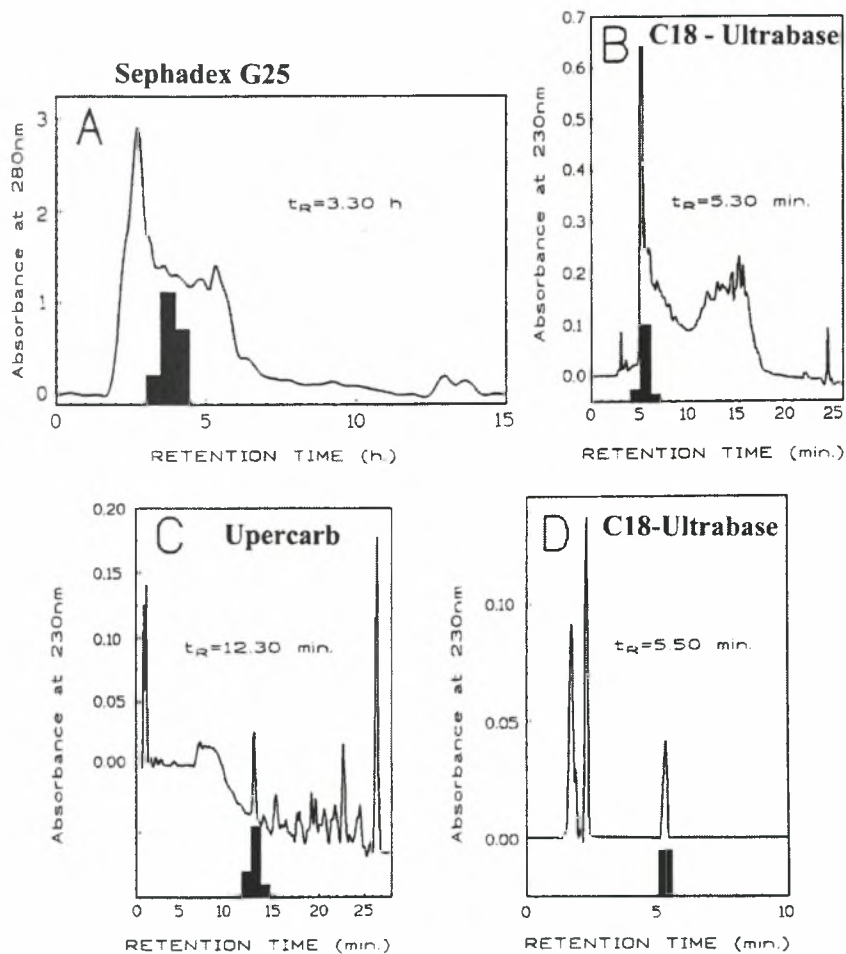 Sephadex G25
A
3
2
1
0
Absorbance at 280nm
tR=3.30 h
0 5 10 15
RETENTION TIME (h.)
B C18 - Ultrabase
0.7
0.6
0.5
0.4
0.3
0.2
0.1
0.0
Absorbance at 230nm
tR=5.30 min.
0 5 10 15 20 25
RETENTION TIME (min.)
C Upercarb
0.20
0.15
0.10
0.05
0.00
Absorbance at 230nm
tR=12.30 min.
0 5 10 15 20 25
RETENTION TIME (min.)
D C18-Ultrabase
0.10
0.05
0.00
Absorbance at 230nm
tR=5.50 min.
0 5 10
RETENTION TIME (min.)